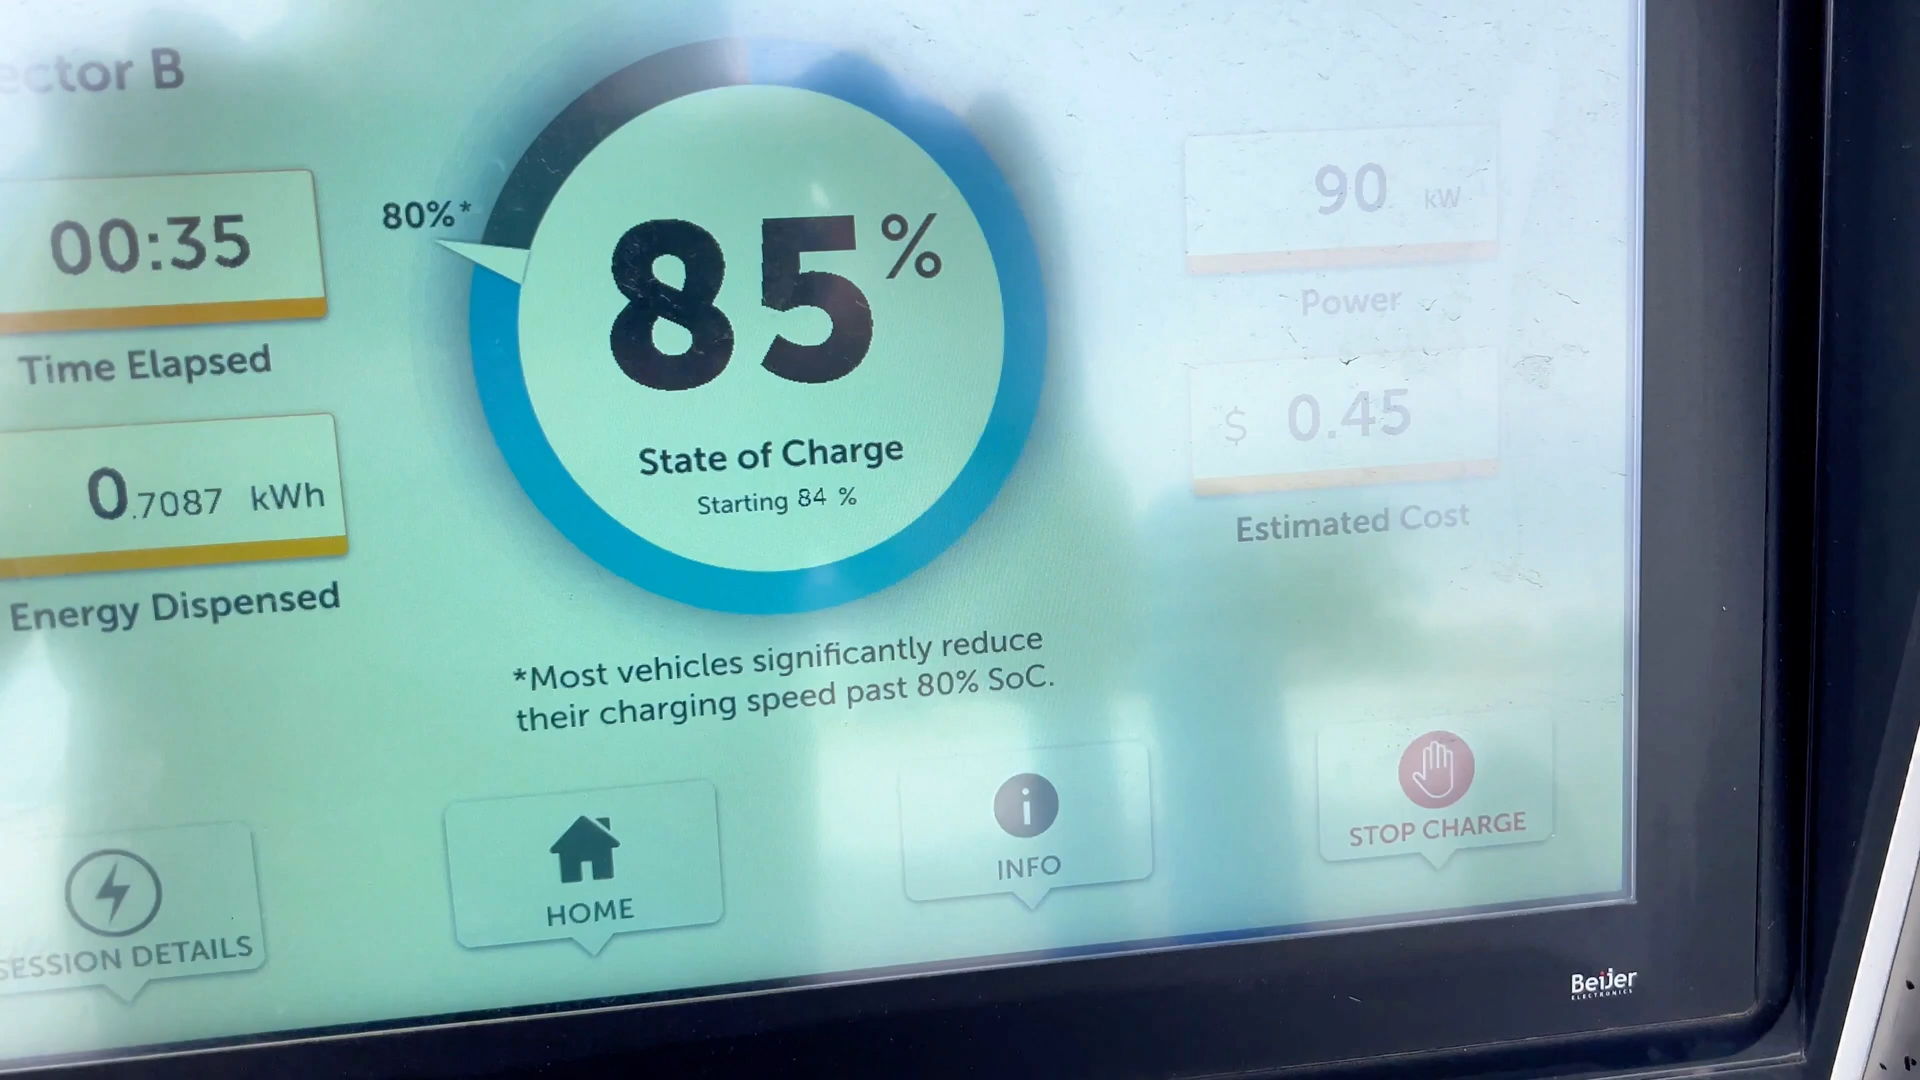 ector B
00:35
Time Elapsed
0.7087 kWh
Energy Dispensed
80%*
85%
State of Charge
Starting 84 %
*Most vehicles significantly reduce
their charging speed past 80% SoC.
90 kW
Power
$ 0.45
Estimated Cost
SESSION DETAILS
HOME
i
INFO
STOP CHARGE
Beijer
ELECTRONICS